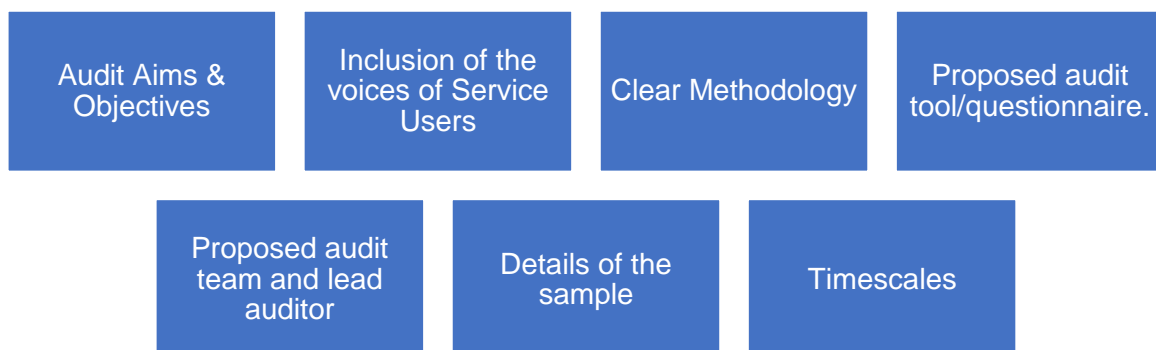 Audit Aims &
Objectives
Inclusion of the
voices of Service
Users
Clear Methodology
Proposed audit
tool/questionnaire.
Proposed audit
team and lead
auditor
Details of the
sample
Timescales